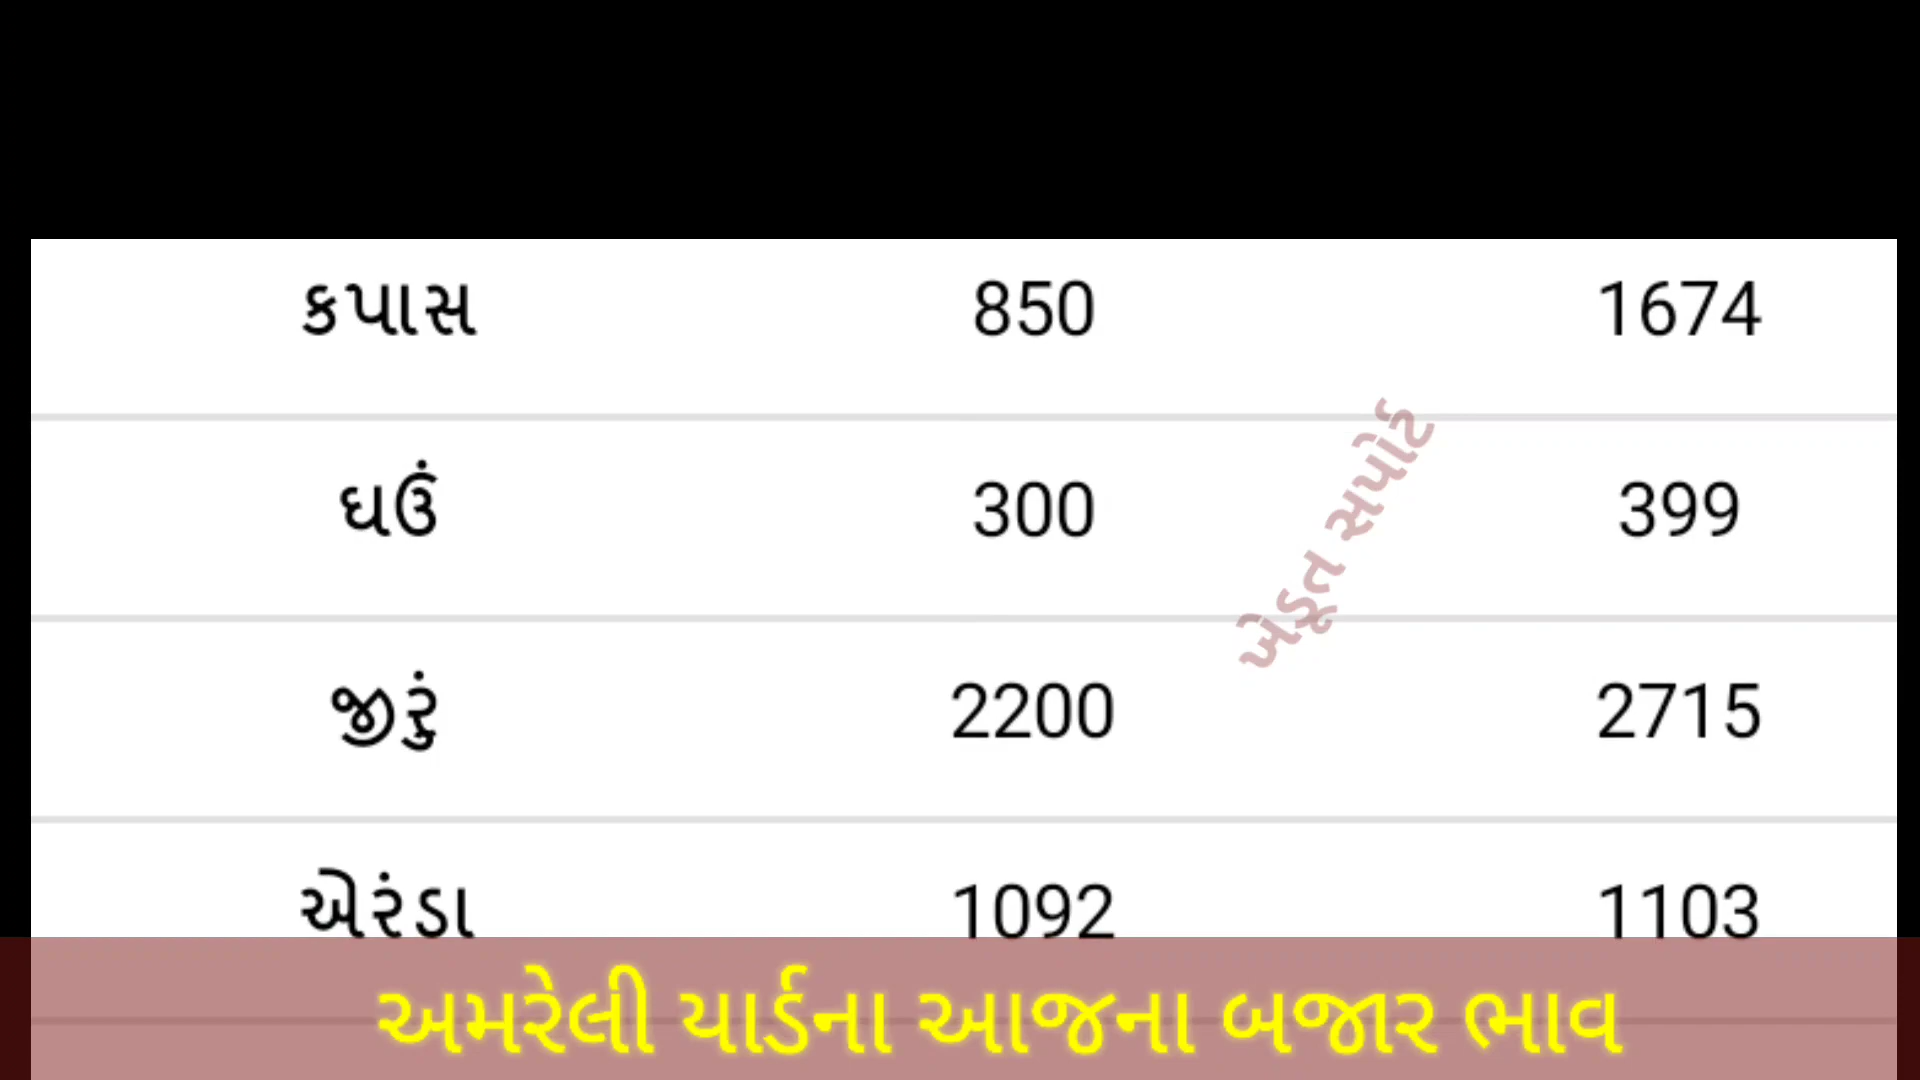 કપાસ 850 1674
ઘઉં 300 399
જીરું 2200 2715
એરંડા 1092 1103
ખેડૂત સપોર્ટ
અમરેલી યાર્ડના આજના બજાર ભાવ